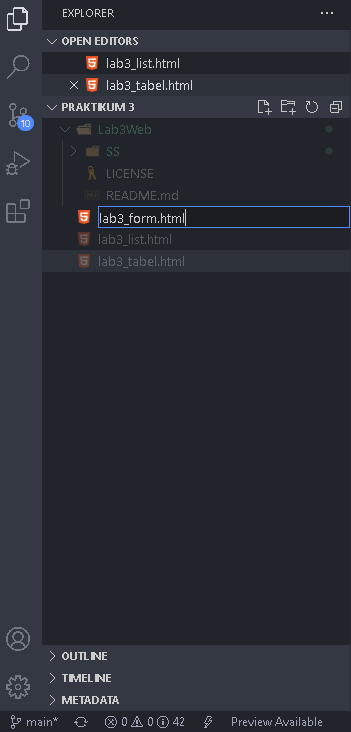 EXPLORER
OPEN EDITORS
lab3_list.html
lab3_tabel.html
PRAKTIKUM 3
Lab3Web
SS
LICENSE
README.md
lab3_form.html
lab3_list.html
lab3_tabel.html
10
OUTLINE
TIMELINE
METADATA
main* 0 0 42 Preview Available